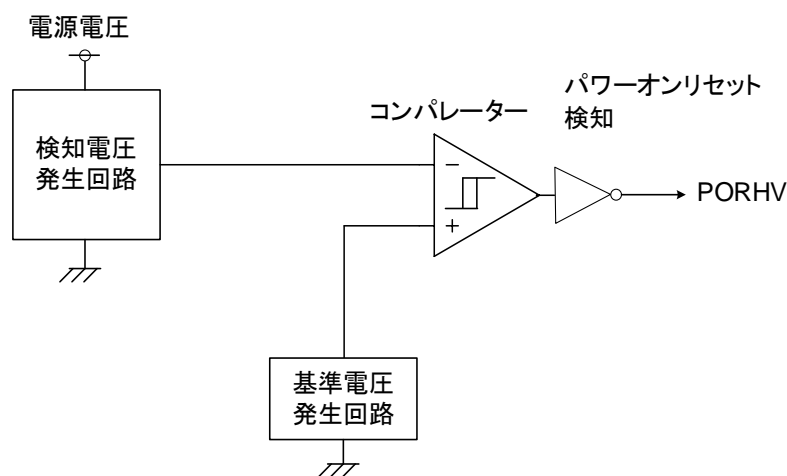 電源電圧
検知電圧
発生回路
コンパレーター
パワーオンリセット
検知
−
+
PORHV
基準電圧
発生回路